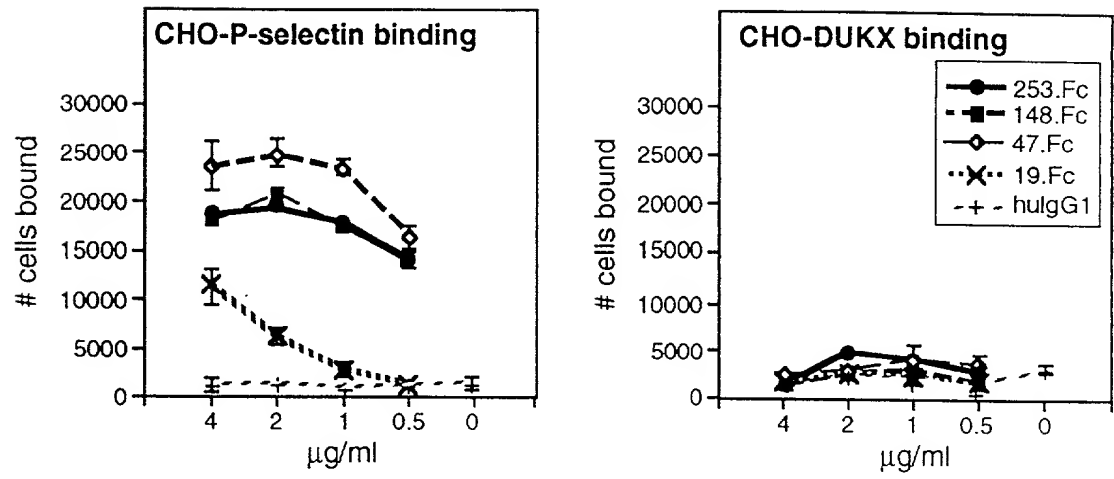 CHO-P-selectin binding
# cells bound
30000
25000
20000
15000
10000
5000
0
4 2 1 0.5 0
μg/ml
CHO-DUKX binding
253.Fc
148.Fc
47.Fc
19.Fc
huIgG1
# cells bound
30000
25000
20000
15000
10000
5000
0
4 2 1 0.5 0
μg/ml